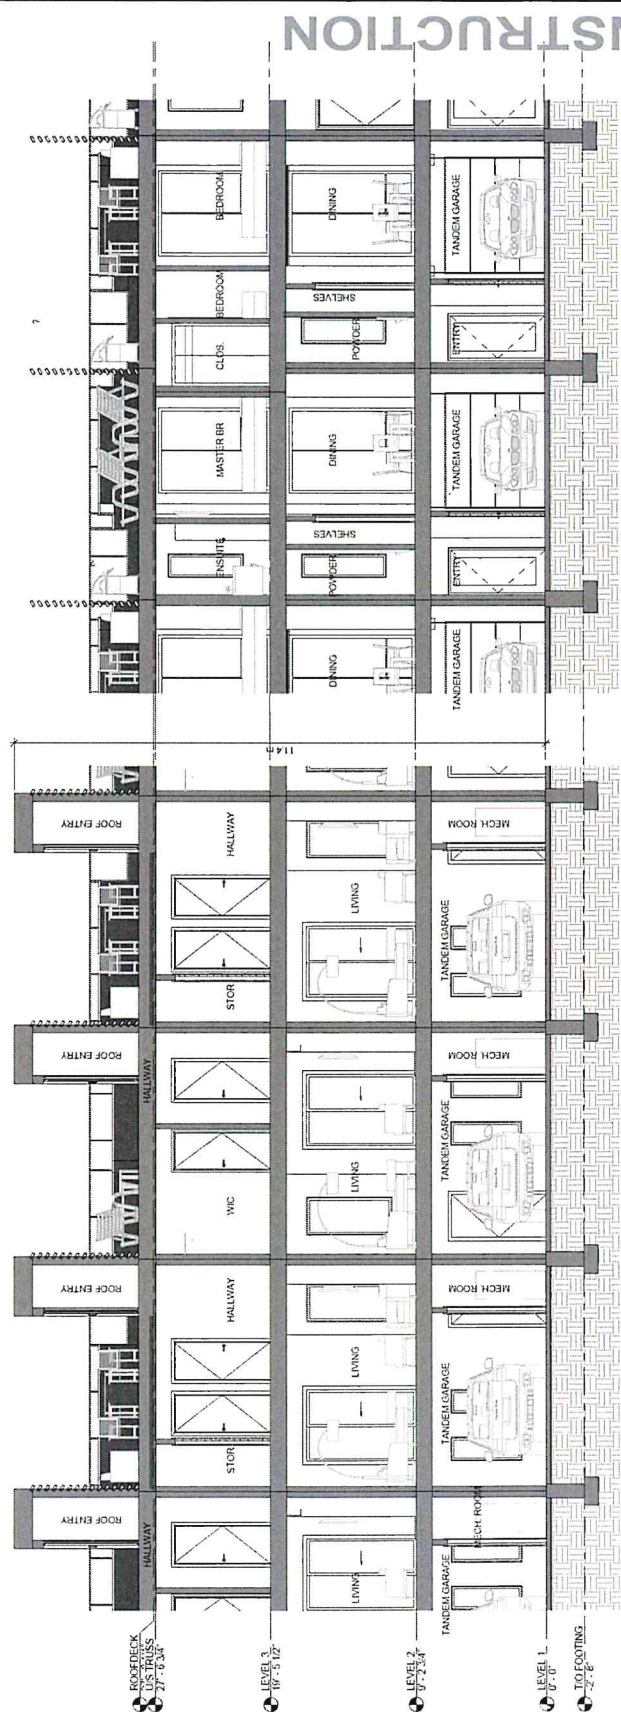 NSTRUCTION
BEDROOM
DINING
TANDEM GARAGE
BEDROOM
SHELVES
CLOS.
POWDER
ENTRY
MASTER BR
DINING
TANDEM GARAGE
ENSUITE
SHELVES
POWDER
ENTRY
DINING
TANDEM GARAGE
11.4 m
ROOF ENTRY
HALLWAY
LIVING
MECH. ROOM
TANDEM GARAGE
STOR.
ROOF ENTRY
HALLWAY
MECH. ROOM
TANDEM GARAGE
WIC
LIVING
ROOF ENTRY
HALLWAY
LIVING
MECH. ROOM
TANDEM GARAGE
STOR.
ROOF ENTRY
HALLWAY
MECH. ROOM
LIVING
TANDEM GARAGE
ROOFDECK
U/S TRUSS
27' - 6 3/4"
LEVEL 3
19' - 5 1/2"
LEVEL 2
9' - 2 3/4"
LEVEL 1
0' - 0"
T/O FOOTING
-2' - 8"